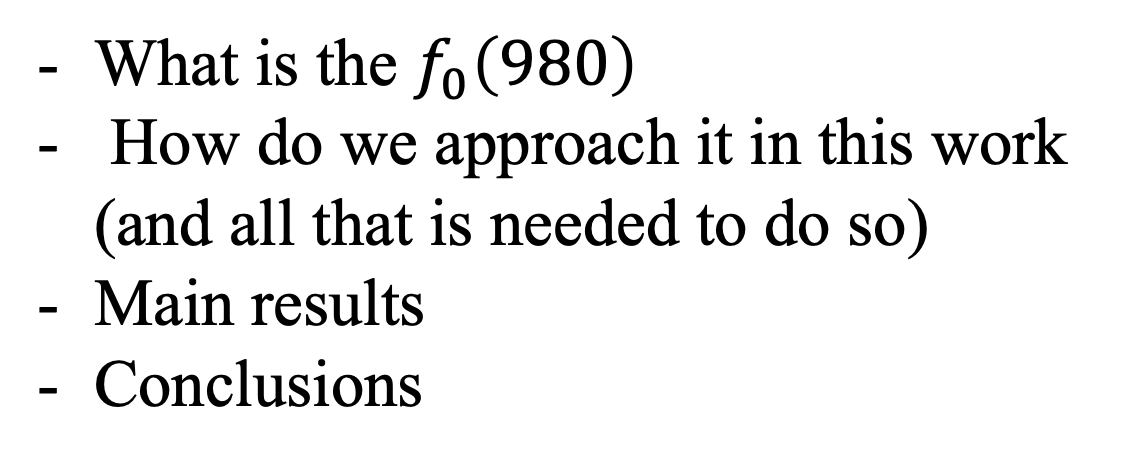 - What is the f₀(980)
- How do we approach it in this work
(and all that is needed to do so)
- Main results
- Conclusions